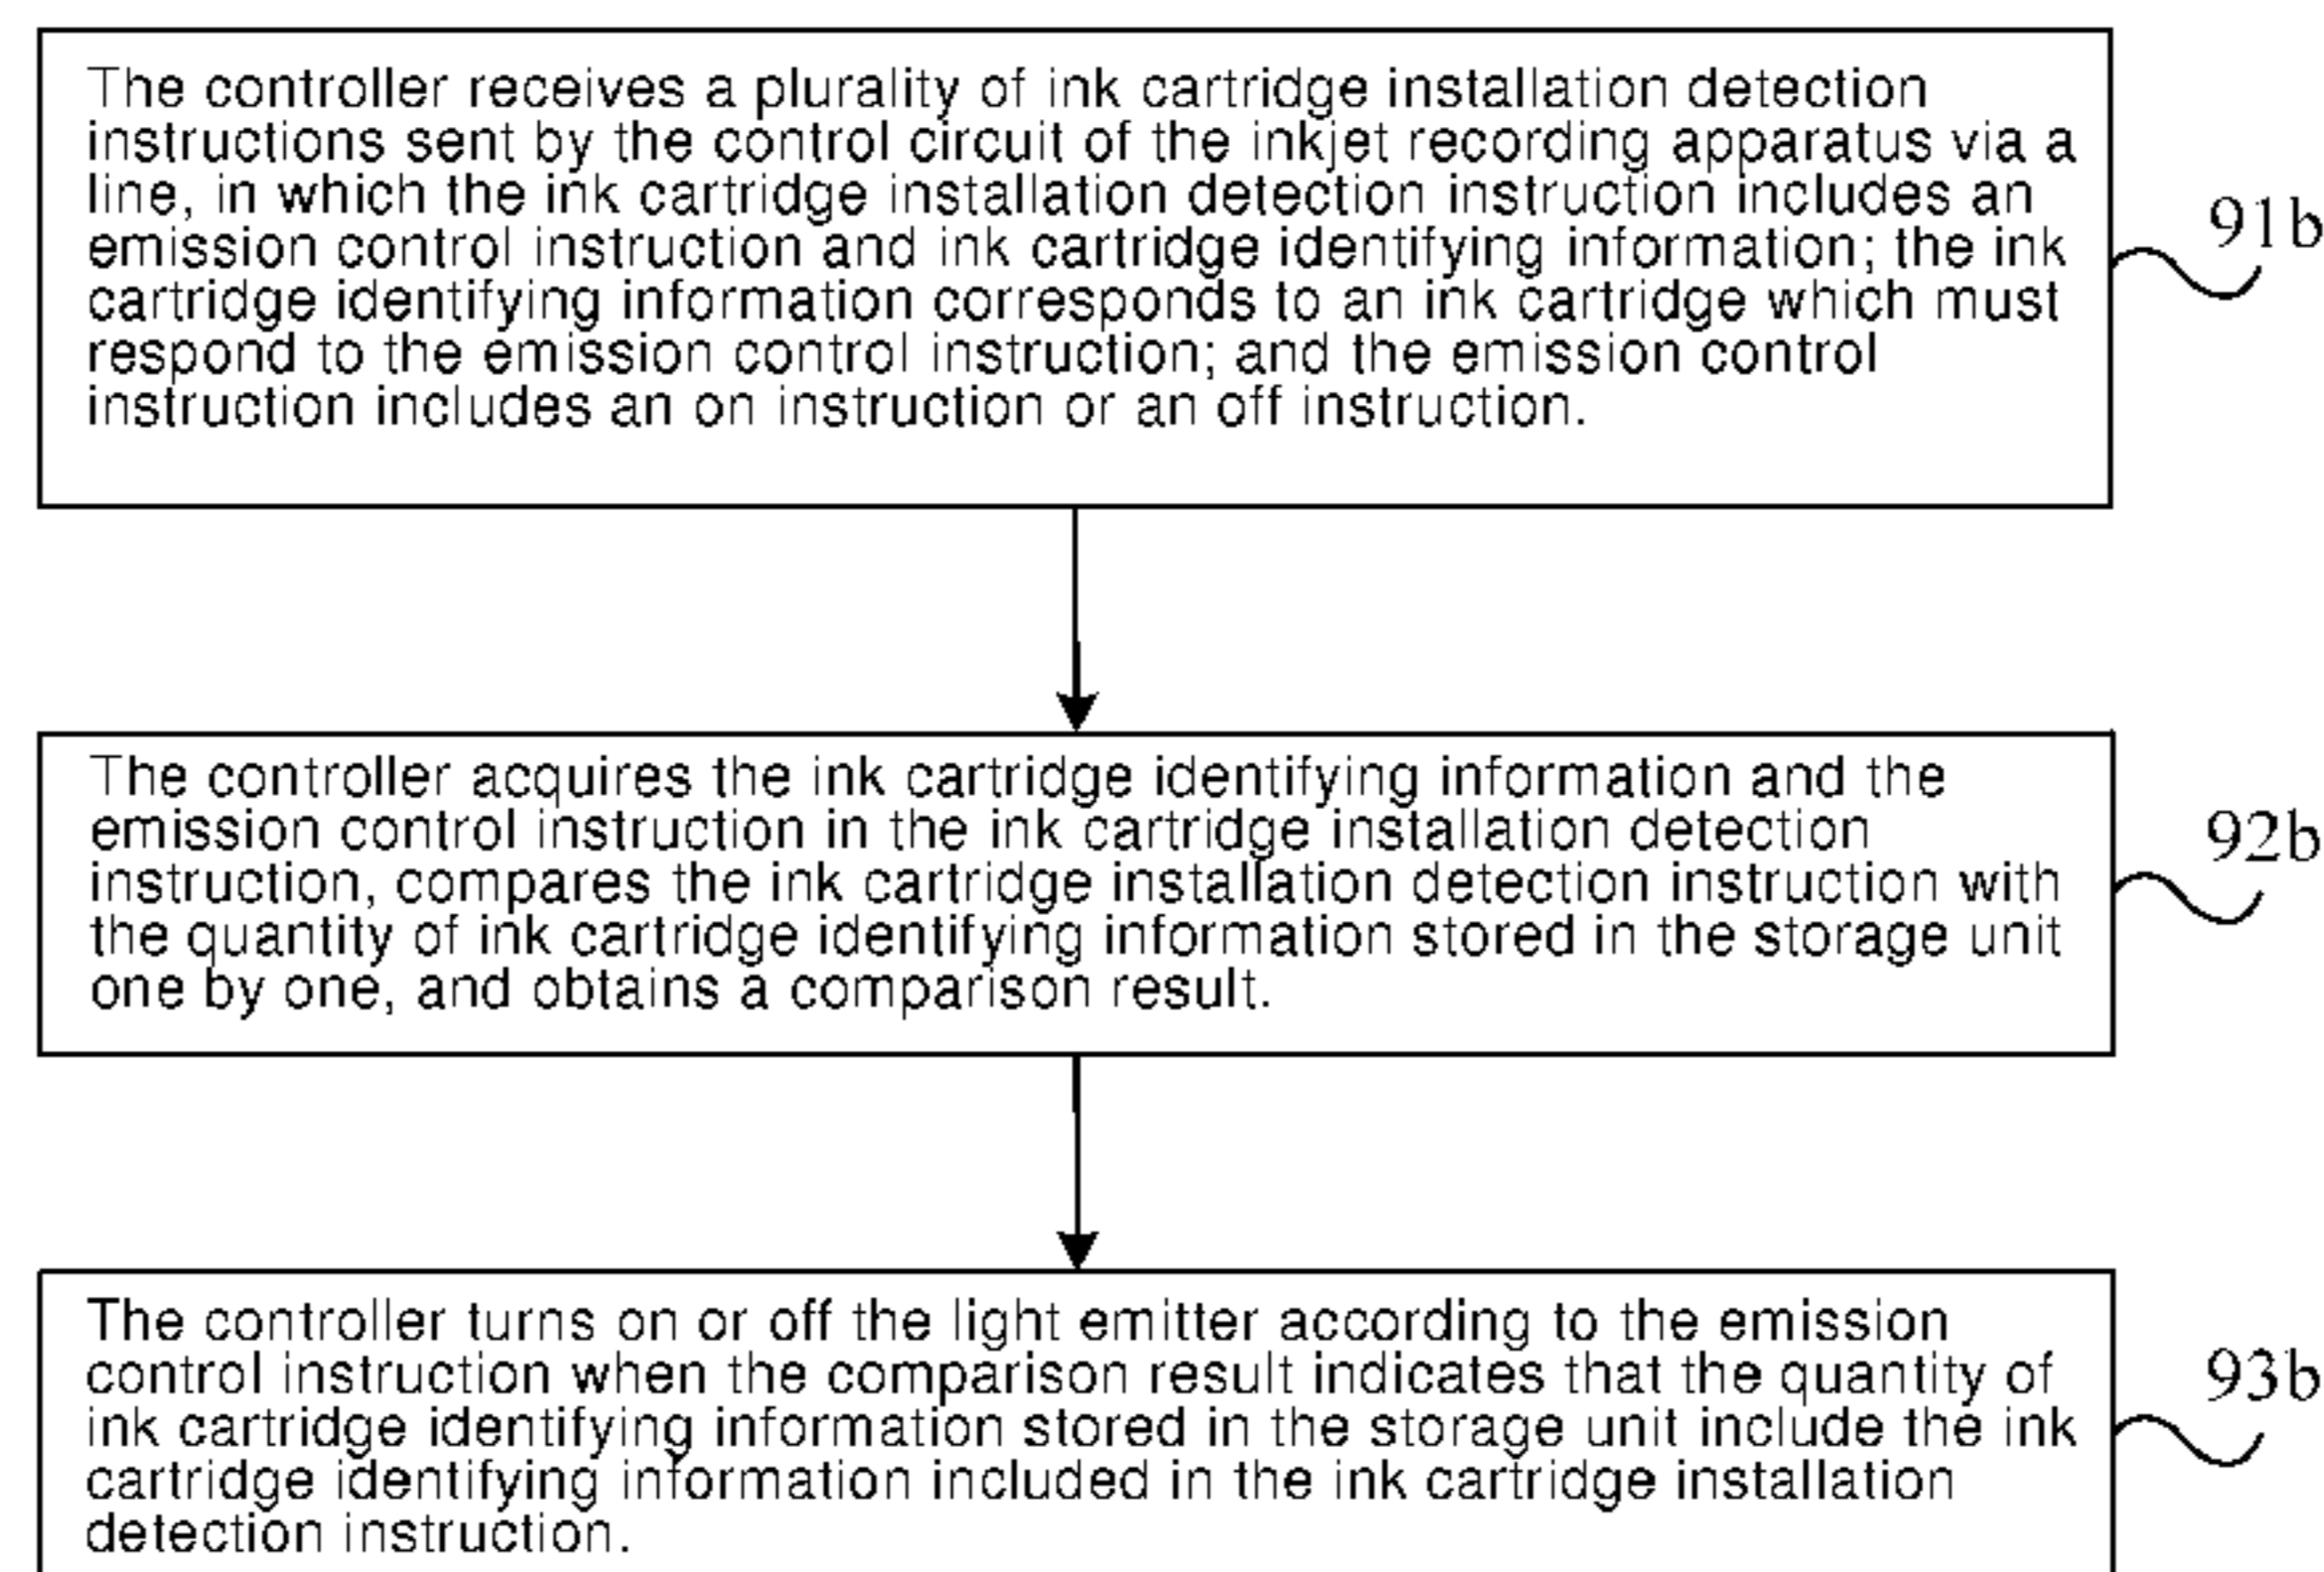 The controller receives a plurality of ink cartridge installation detection
instructions sent by the control circuit of the inkjet recording apparatus via a
line, in which the ink cartridge installation detection instruction includes an
emission control instruction and ink cartridge identifying information; the ink
cartridge identifying information corresponds to an ink cartridge which must
respond to the emission control instruction; and the emission control
instruction includes an on instruction or an off instruction.
91b
The controller acquires the ink cartridge identifying information and the
emission control instruction in the ink cartridge installation detection
instruction, compares the ink cartridge installation detection instruction with
the quantity of ink cartridge identifying information stored in the storage unit
one by one, and obtains a comparison result.
92b
The controller turns on or off the light emitter according to the emission
control instruction when the comparison result indicates that the quantity of
ink cartridge identifying information stored in the storage unit include the ink
cartridge identifying information included in the ink cartridge installation
detection instruction.
93b